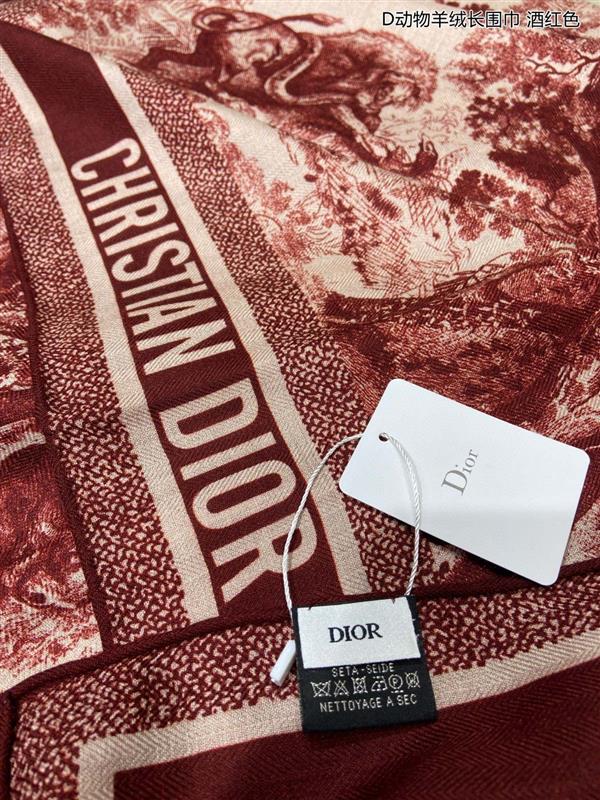 D动物羊绒长围巾 酒红色
CHRISTIAN DIOR
Dior
DIOR
SETA-SEIDE
NETTOYAGE A SEC